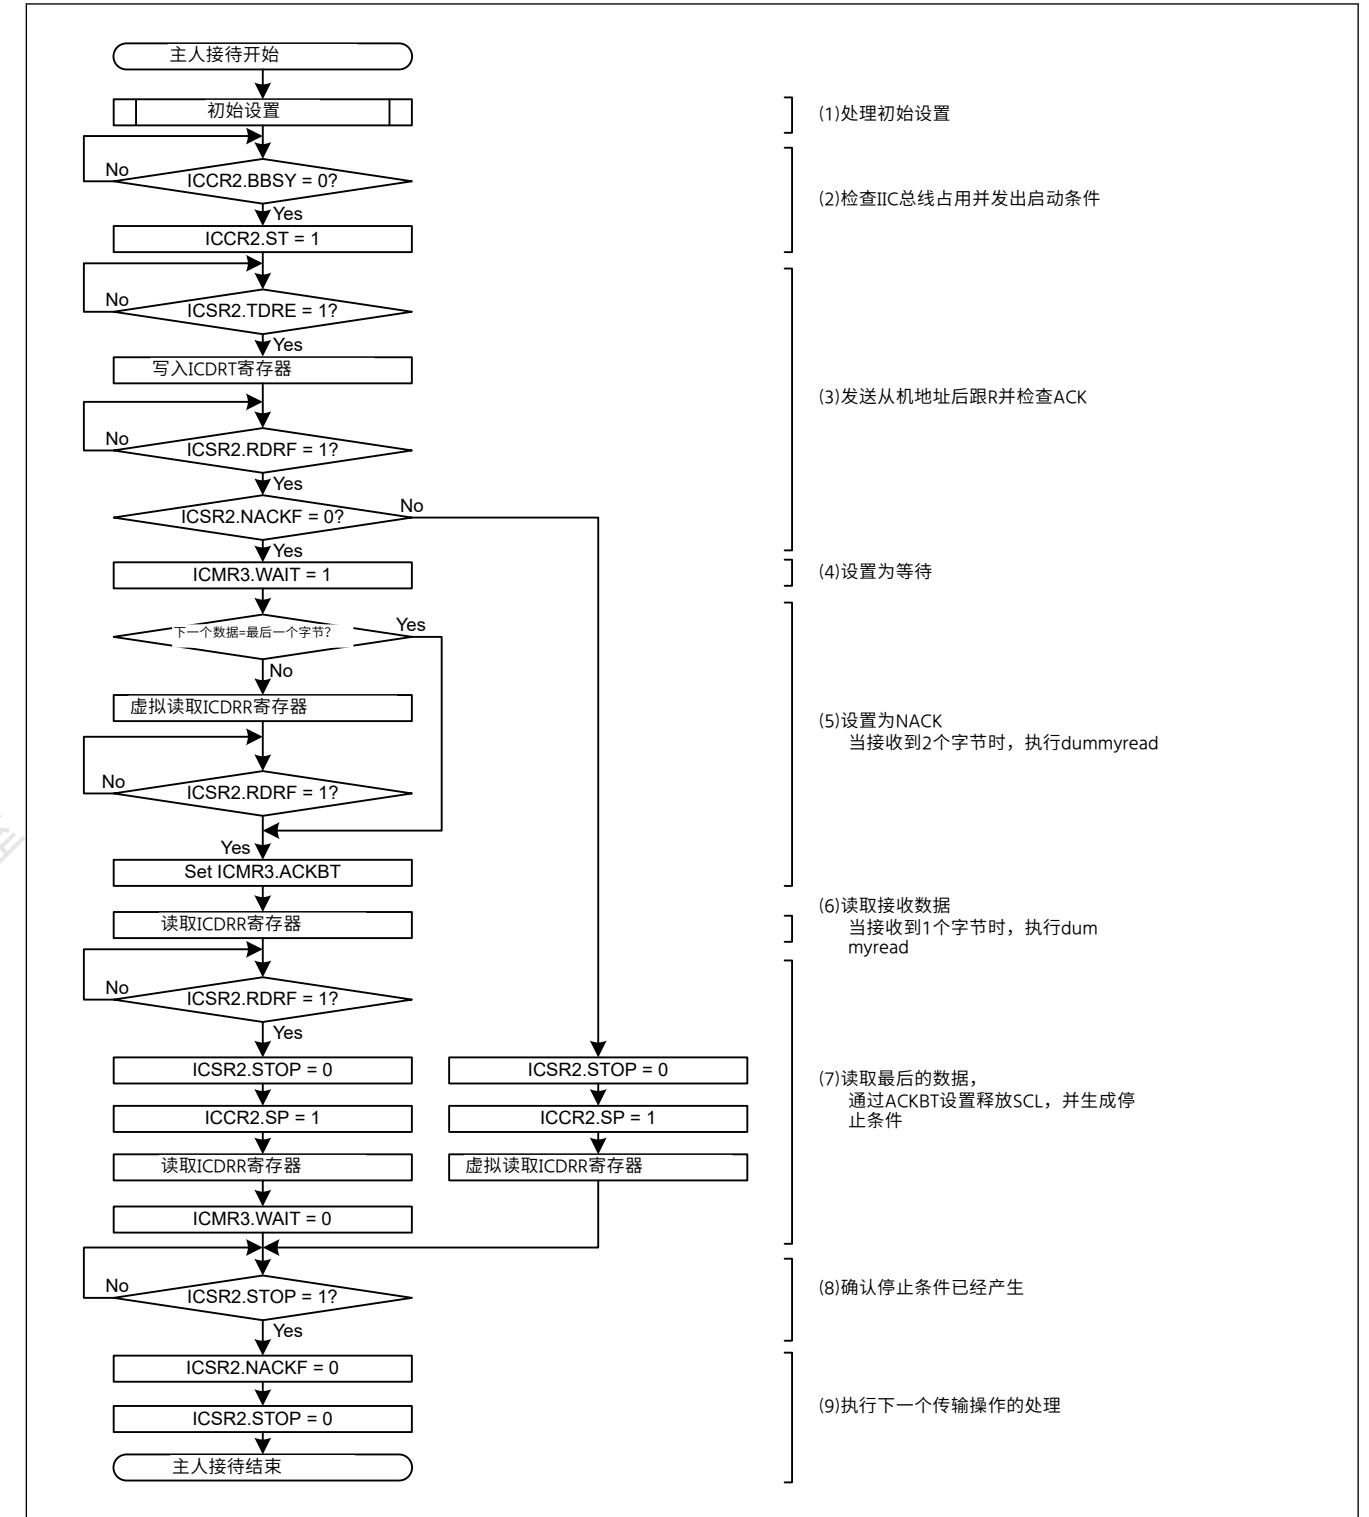 主人接待开始
初始设置
(1)处理初始设置
No
ICCR2.BBSY = 0?
Yes
(2)检查IIC总线占用并发出启动条件
ICCR2.ST = 1
No
ICSR2.TDRE = 1?
Yes
写入ICDRT寄存器
(3)发送从机地址后跟R并检查ACK
No
ICSR2.RDRF = 1?
Yes
ICSR2.NACKF = 0?
No
Yes
ICMR3.WAIT = 1
(4)设置为等待
下一个数据=最后一个字节?
Yes
No
虚拟读取ICDRR寄存器
(5)设置为NACK
当接收到2个字节时，执行dummyread
No
ICSR2.RDRF = 1?
Yes
Set ICMR3.ACKBT
(6)读取接收数据
当接收到1个字节时，执行dum
myread
读取ICDRR寄存器
No
ICSR2.RDRF = 1?
Yes
ICSR2.STOP = 0
ICSR2.STOP = 0
(7)读取最后的数据，
通过ACKBT设置释放SCL，并生成停
止条件
ICCR2.SP = 1
ICCR2.SP = 1
读取ICDRR寄存器
虚拟读取ICDRR寄存器
ICMR3.WAIT = 0
No
ICSR2.STOP = 1?
Yes
(8)确认停止条件已经产生
ICSR2.NACKF = 0
ICSR2.STOP = 0
(9)执行下一个传输操作的处理
主人接待结束